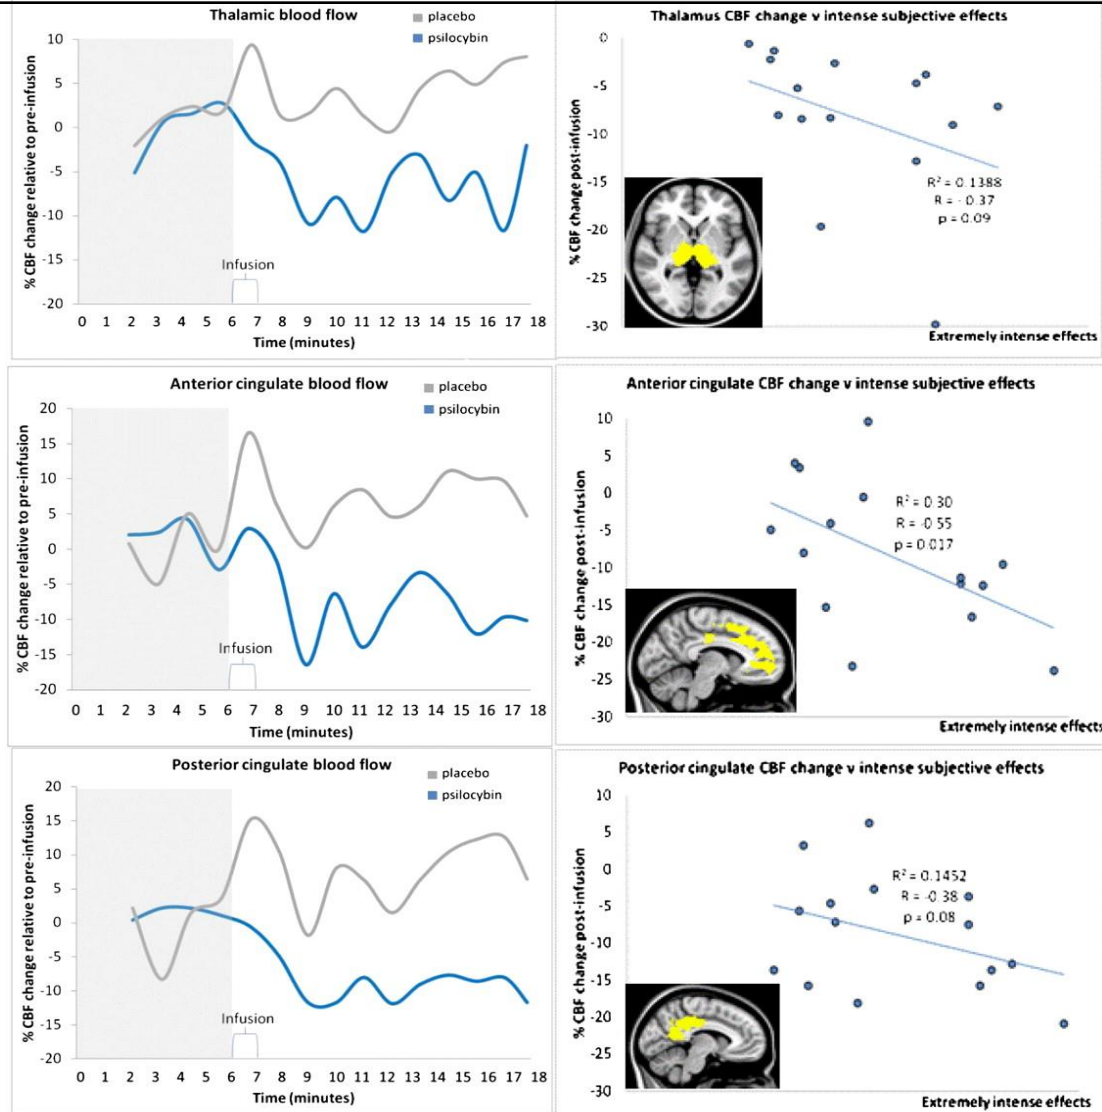 Thalamic blood flow
placebo
psilocybin
% CBF change relative to pre-infusion
10
5
0
-5
-10
-15
-20
Infusion
0 1 2 3 4 5 6 7 8 9 10 11 12 13 14 15 16 17 18
Time (minutes)
Thalamus CBF change v intense subjective effects
% CBF change post-infusion
0
-5
-10
-15
-20
-25
-30
R² = 0.1388
R = - 0.37
p = 0.09
Extremely intense effects
Anterior cingulate blood flow
placebo
psilocybin
% CBF change relative to pre-infusion
20
15
10
5
0
-5
-10
-15
-20
Infusion
0 1 2 3 4 5 6 7 8 9 10 11 12 13 14 15 16 17 18
Time (minutes)
Anterior cingulate CBF change v intense subjective effects
% CBF change post-infusion
10
5
0
-5
-10
-15
-20
-25
-30
R² = 0.30
R = -0.55
p = 0.017
Extremely intense effects
Posterior cingulate blood flow
placebo
psilocybin
% CBF change relative to pre-infusion
20
15
10
5
0
-5
-10
-15
-20
Infusion
0 1 2 3 4 5 6 7 8 9 10 11 12 13 14 15 16 17 18
Time (minutes)
Posterior cingulate CBF change v intense subjective effects
% CBF change post-infusion
10
5
0
-5
-10
-15
-20
-25
-30
R² = 0.1452
R = -0.38
p = 0.08
Extremely intense effects